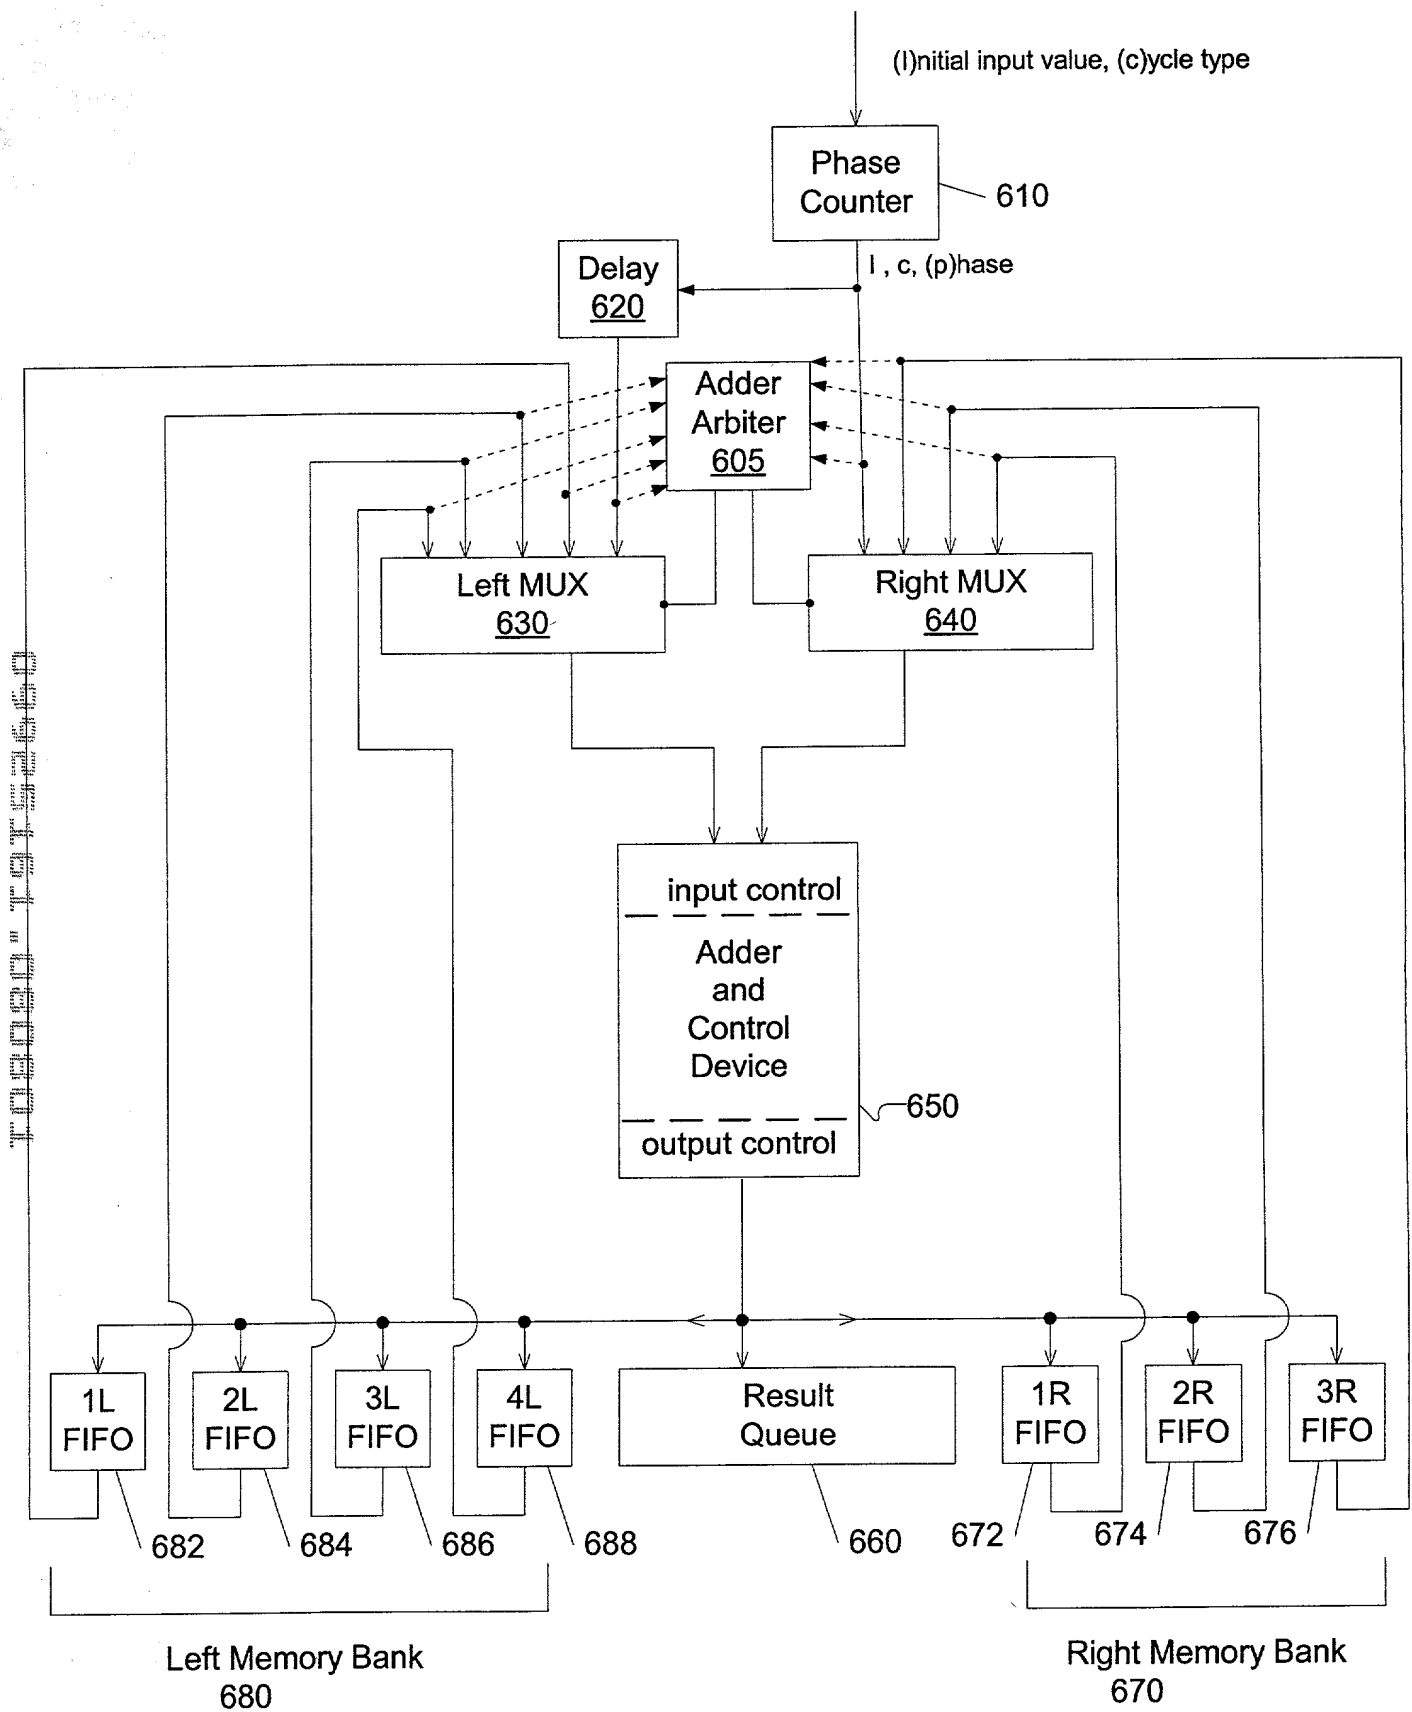 (I)nitial input value, (c)ycle type
Phase
Counter
610
I , c, (p)hase
Delay
620
Adder
Arbiter
605
Left MUX
630
Right MUX
640
input control
Adder
and
Control
Device
650
output control
1L
FIFO
2L
FIFO
3L
FIFO
4L
FIFO
Result
Queue
1R
FIFO
2R
FIFO
3R
FIFO
682
684
686
688
660
672
674
676
Left Memory Bank
680
Right Memory Bank
670